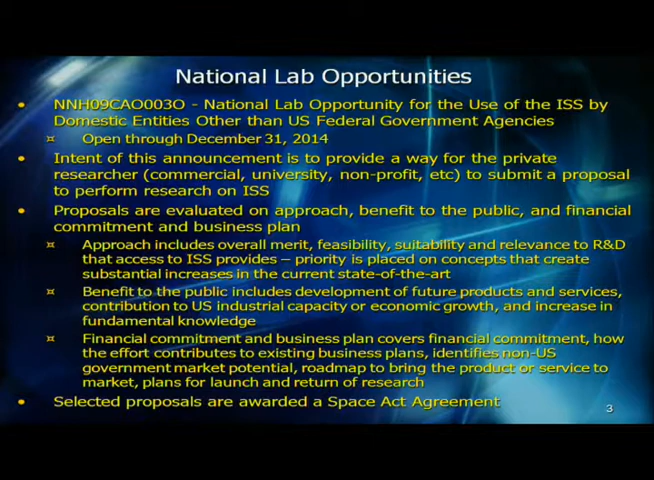 National Lab Opportunities
• NNH09CAO003O - National Lab Opportunity for the Use of the ISS by
Domestic Entities Other than US Federal Government Agencies
¤ Open through December 31, 2014
• Intent of this announcement is to provide a way for the private
researcher (commercial, university, non-profit, etc) to submit a proposal
to perform research on ISS
• Proposals are evaluated on approach, benefit to the public, and financial
commitment and business plan
¤ Approach includes overall merit, feasibility, suitability and relevance to R&D
that access to ISS provides – priority is placed on concepts that create
substantial increases in the current state-of-the-art
¤ Benefit to the public includes development of future products and services,
contribution to US industrial capacity or economic growth, and increase in
fundamental knowledge
¤ Financial commitment and business plan covers financial commitment, how
the effort contributes to existing business plans, identifies non-US
government market potential, roadmap to bring the product or service to
market, plans for launch and return of research
• Selected proposals are awarded a Space Act Agreement
3